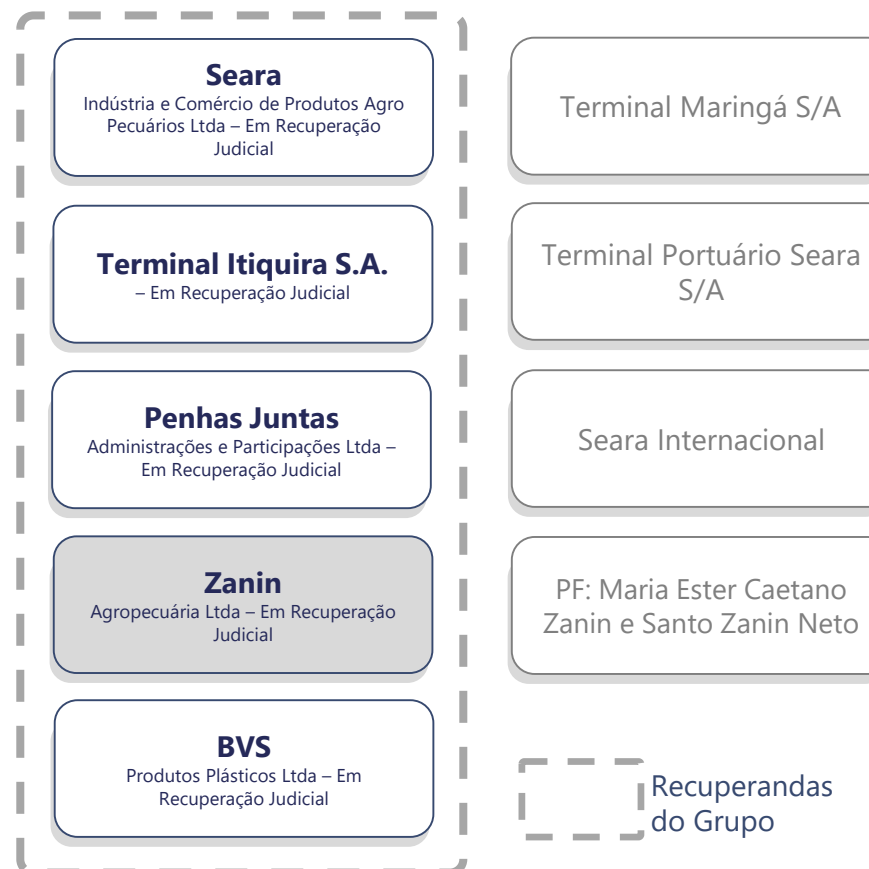 Seara
Indústria e Comércio de Produtos Agro
Pecuários Ltda – Em Recuperação
Judicial
Terminal Itiquira S.A.
– Em Recuperação Judicial
Penhas Juntas
Administrações e Participações Ltda –
Em Recuperação Judicial
Zanin
Agropecuária Ltda – Em Recuperação
Judicial
BVS
Produtos Plásticos Ltda – Em
Recuperação Judicial
Terminal Maringá S/A
Terminal Portuário Seara
S/A
Seara Internacional
PF: Maria Ester Caetano
Zanin e Santo Zanin Neto
Recuperandas
do Grupo